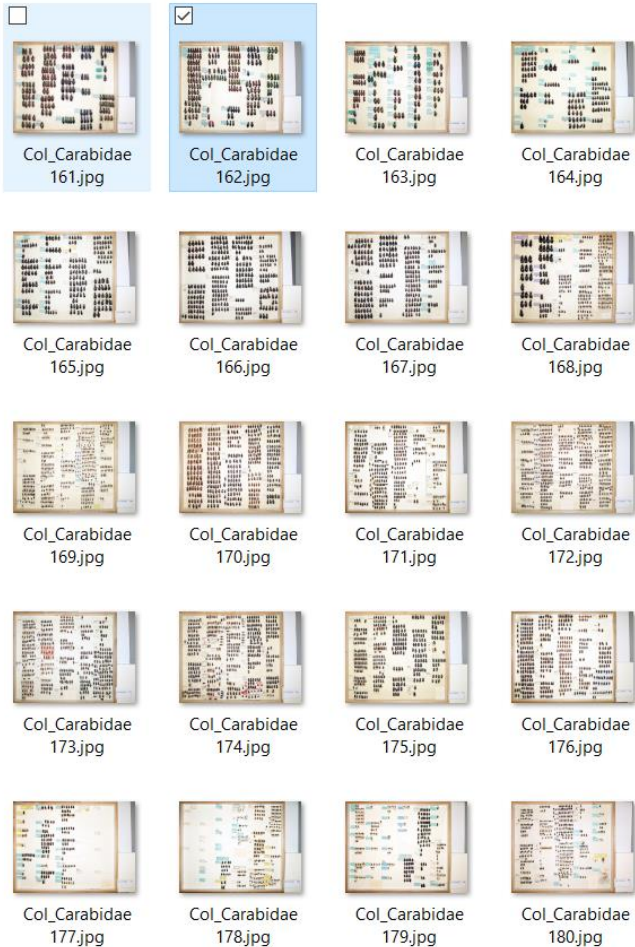 Col_Carabidae
161.jpg
Col_Carabidae
162.jpg
Col_Carabidae
163.jpg
Col_Carabidae
164.jpg
Col_Carabidae
165.jpg
Col_Carabidae
166.jpg
Col_Carabidae
167.jpg
Col_Carabidae
168.jpg
Col_Carabidae
169.jpg
Col_Carabidae
170.jpg
Col_Carabidae
171.jpg
Col_Carabidae
172.jpg
Col_Carabidae
173.jpg
Col_Carabidae
174.jpg
Col_Carabidae
175.jpg
Col_Carabidae
176.jpg
Col_Carabidae
177.jpg
Col_Carabidae
178.jpg
Col_Carabidae
179.jpg
Col_Carabidae
180.jpg